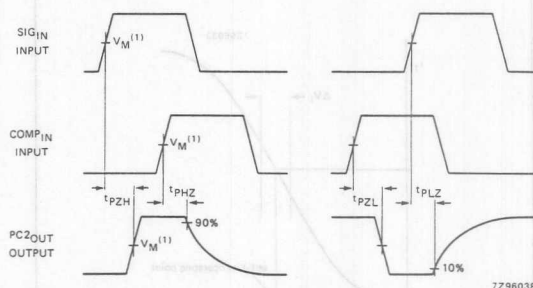 SIGIN
INPUT
VM(1)
COMPIN
INPUT
VM(1)
tPZH
tPHZ
tPZL
tPLZ
PC2OUT
OUTPUT
VM(1)
90%
10%
7Z96038